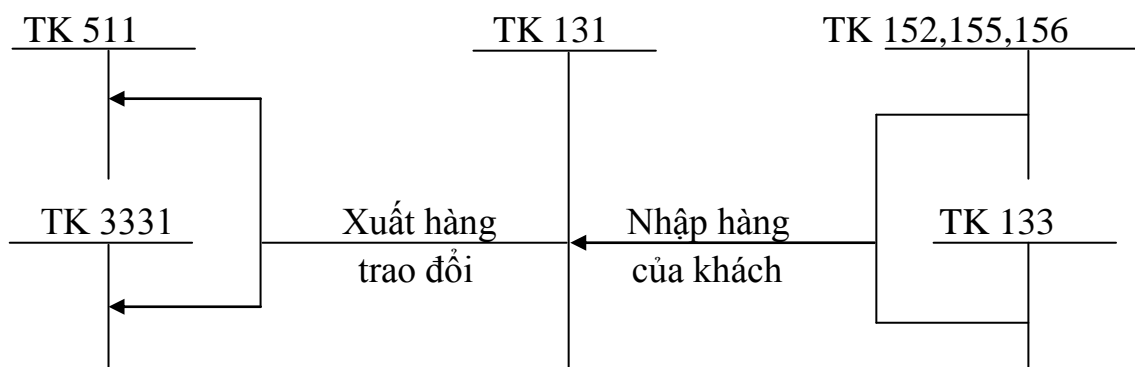 TK 511
TK 131
TK 152,155,156
TK 3331
Xuất hàng
trao đổi
Nhập hàng
của khách
TK 133